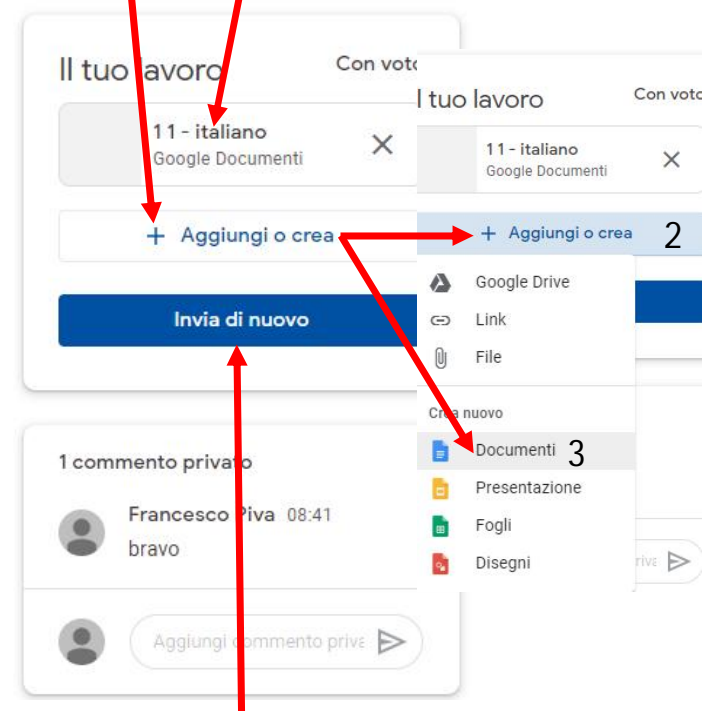 Il tuo lavoro
Con voto
11 - italiano
Google Documenti
+ Aggiungi o crea
Invia di nuovo
1 commento privato
Francesco Piva 08:41
bravo
Aggiungi commento priva
l tuo lavoro
Con voto
11 - italiano
Google Documenti
+ Aggiungi o crea 2
Google Drive
Link
File
Crea nuovo
Documenti 3
Presentazione
Fogli
Disegni
priva